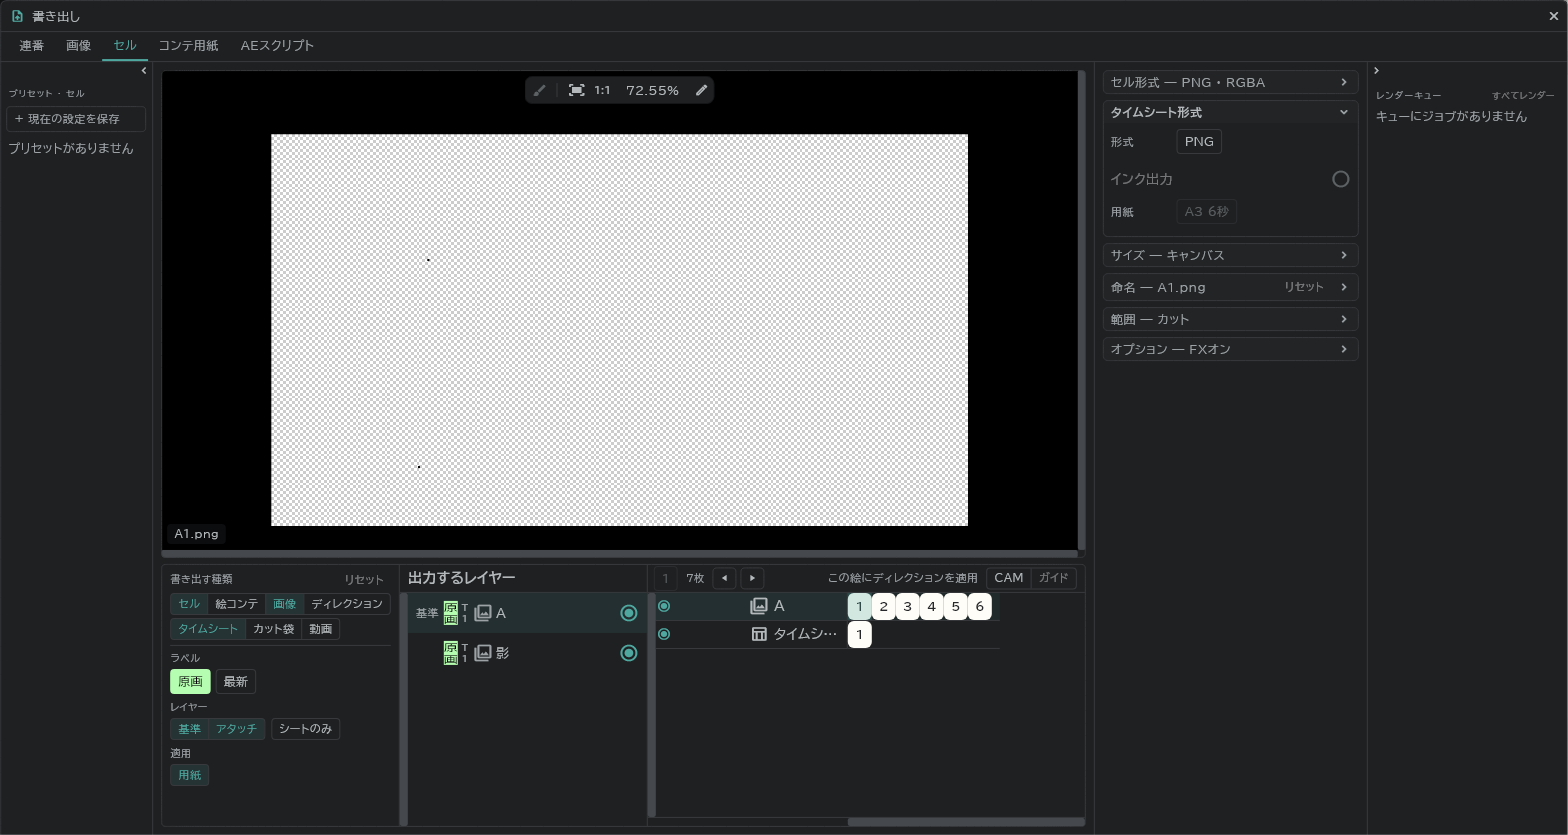 書き出し
連番 画像 セル コンテ用紙 AEスクリプト
プリセット・セル
+ 現在の設定を保存
プリセットがありません
1:1 72.55%
A1.png
セル形式 — PNG・RGBA
タイムシート形式
形式 PNG
インク出力
用紙 A3 6秒
サイズ — キャンバス
命名 — A1.png リセット
範囲 — カット
オプション — FXオン
レンダーキュー すべてレンダー
キューにジョブがありません
書き出す種類 リセット
セル 絵コンテ 画像 ディレクション
タイムシート カット袋 動画
ラベル
原画 最新
レイヤー
基準 アタッチ シートのみ
適用
用紙
出力するレイヤー
基準 原画 T1 A
原画 T1 影
1 7枚 この絵にディレクションを適用 CAM ガイド
A 1 2 3 4 5 6
タイムシ… 1